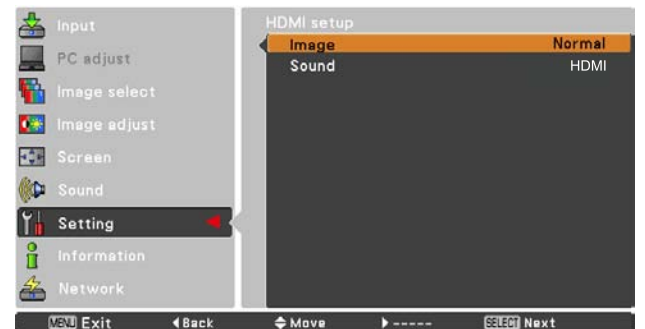 Input
PC adjust
Image select
Image adjust
Screen
Sound
Setting
Information
Network
HDMI setup
Image Normal
Sound HDMI
MENU Exit Back Move ----- SELECT Next